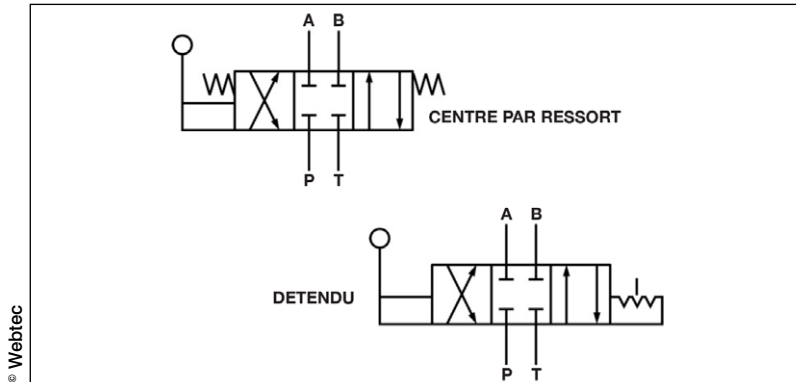 A B
CENTRE PAR RESSORT
P T
A B
DETENDU
P T
© Webtec